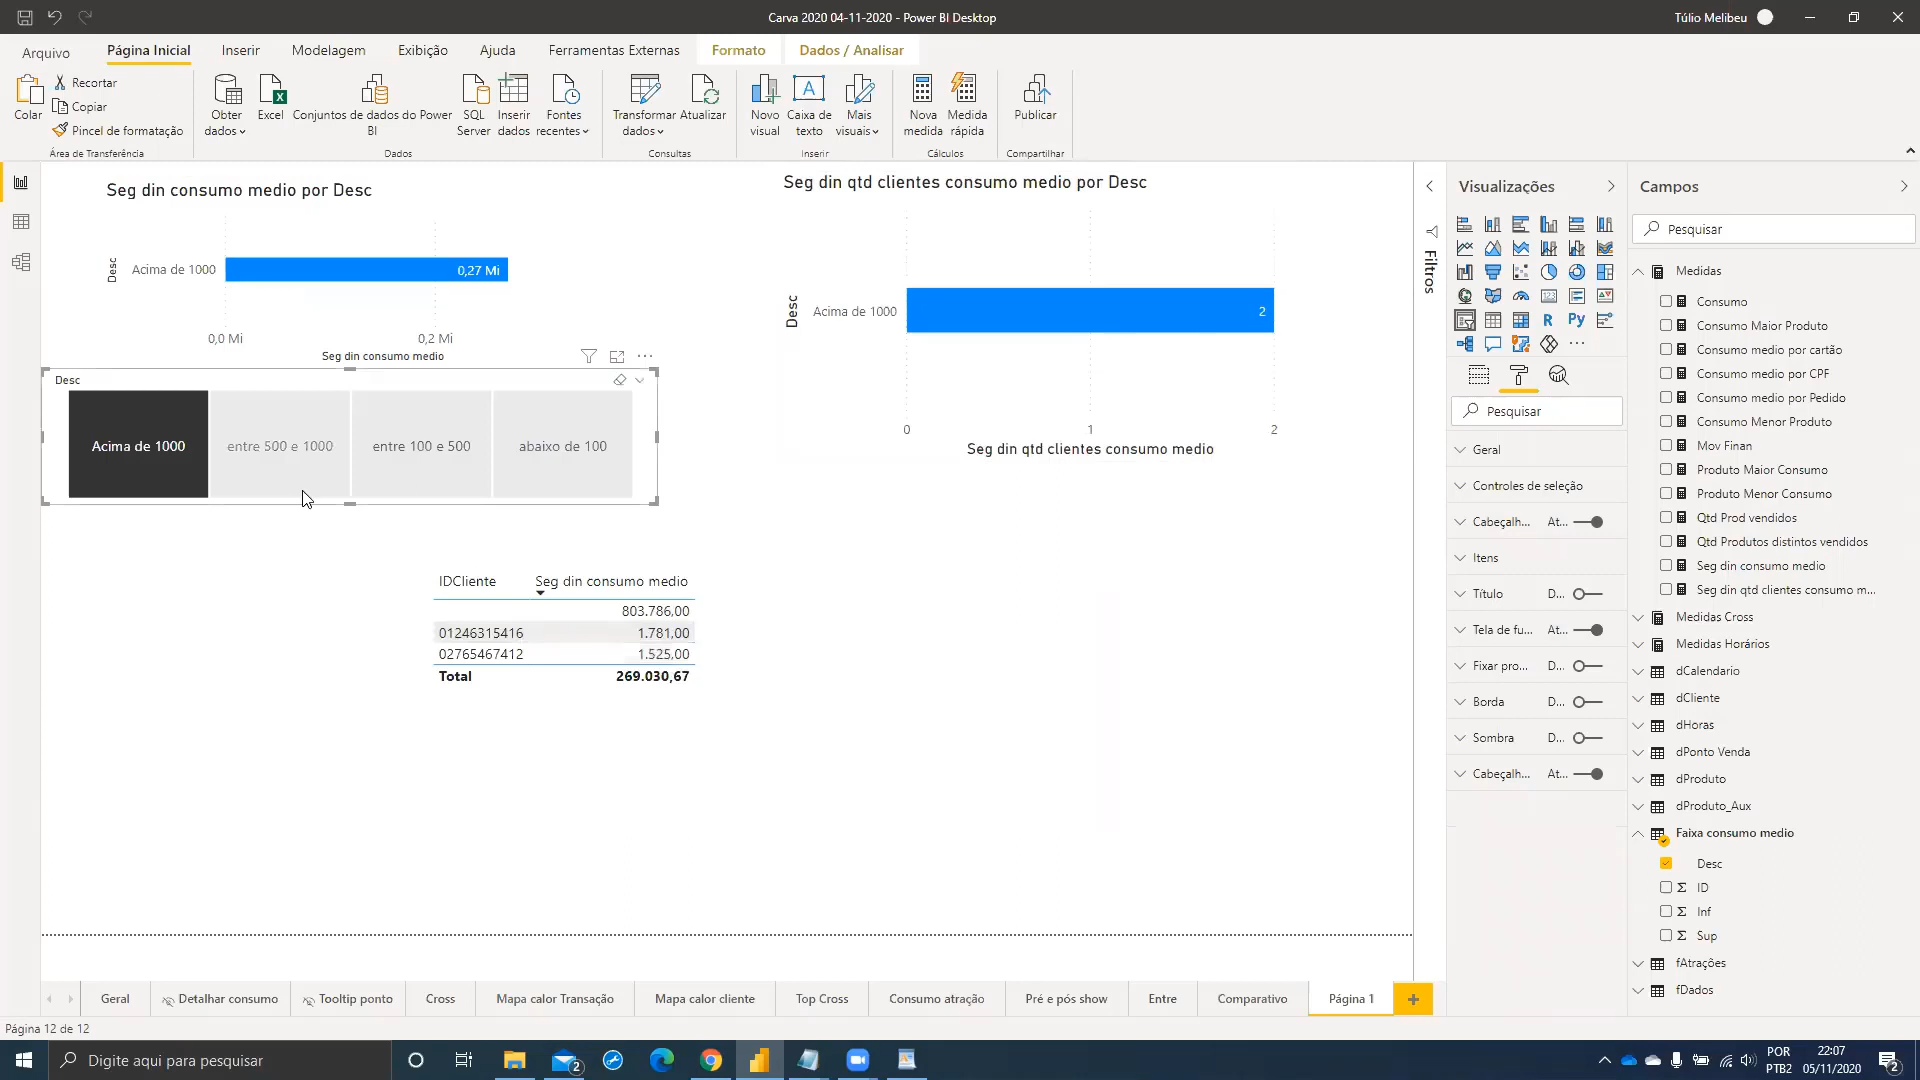 Carva 2020 04-11-2020 - Power BI Desktop
Túlio Melibeu
Arquivo
Página Inicial
Inserir
Modelagem
Exibição
Ajuda
Ferramentas Externas
Formato
Dados / Analisar
Colar
Recortar
Copiar
Pincel de formatação
Área de Transferência
Obter dados
Excel
Conjuntos de dados do Power BI
SQL Server
Inserir dados
Fontes recentes
Dados
Transformar dados
Atualizar
Consultas
Novo visual
Caixa de texto
Mais visuais
Inserir
Nova medida
Medida rápida
Cálculos
Publicar
Compartilhar
Seg din consumo medio por Desc
Desc
Acima de 1000
0,27 Mi
0,0 Mi
0,2 Mi
Seg din consumo medio
Desc
Acima de 1000
entre 500 e 1000
entre 100 e 500
abaixo de 100
Seg din qtd clientes consumo medio por Desc
Desc
Acima de 1000
2
0
1
2
Seg din qtd clientes consumo medio
IDCliente Seg din consumo medio
803.786,00
01246315416 1.781,00
02765467412 1.525,00
Total 269.030,67
Filtros
Visualizações
R
Py
Pesquisar
Geral
Controles de seleção
Cabeçalh... At...
Itens
Título D...
Tela de fu... At...
Fixar pro... D...
Borda D...
Sombra D...
Cabeçalh... At...
Campos
Pesquisar
Medidas
Consumo
Consumo Maior Produto
Consumo medio por cartão
Consumo medio por CPF
Consumo medio por Pedido
Consumo Menor Produto
Mov Finan
Produto Maior Consumo
Produto Menor Consumo
Qtd Prod vendidos
Qtd Produtos distintos vendidos
Seg din consumo medio
Seg din qtd clientes consumo m...
Medidas Cross
Medidas Horários
dCalendario
dCliente
dHoras
dPonto Venda
dProduto
dProduto_Aux
Faixa consumo medio
Desc
ID
Inf
Sup
fAtrações
fDados
Geral
Detalhar consumo
Tooltip ponto
Cross
Mapa calor Transação
Mapa calor cliente
Top Cross
Consumo atração
Pré e pós show
Entre
Comparativo
Página 1
Página 12 de 12
Digite aqui para pesquisar
2
POR
PTB2
22:07
05/11/2020
2